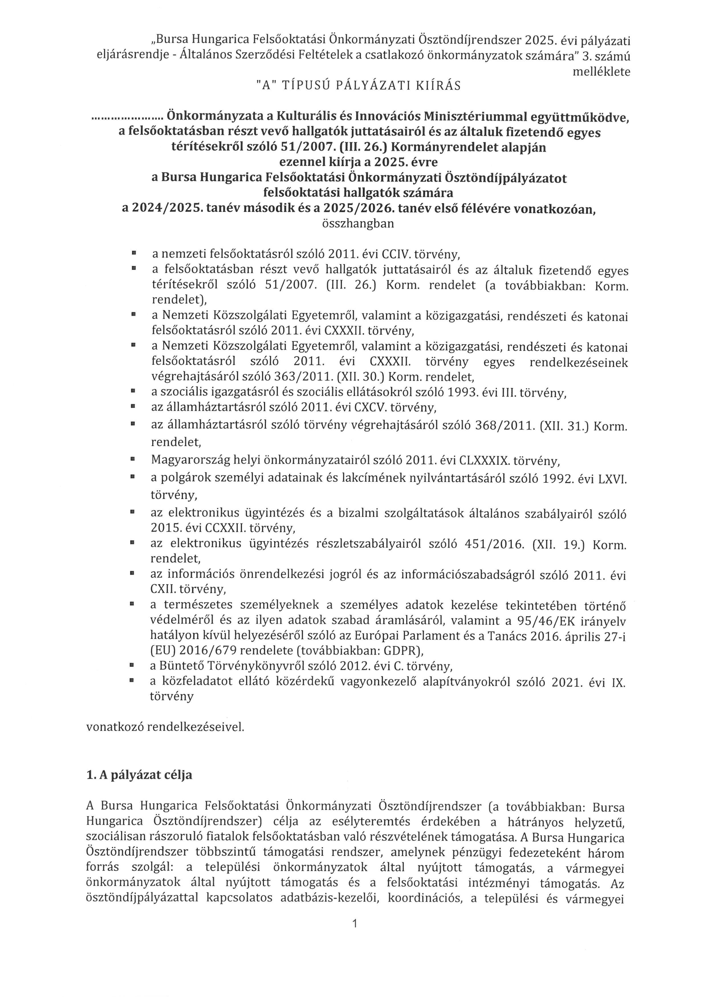 „Bursa Hungarica Felsőoktatási Önkormányzati Ösztöndíjrendszer 2025. évi pályázati
eljárásrendje - Általános Szerződési Feltételek a csatlakozó önkormányzatok számára” 3. számú
melléklete
"A" TÍPUSÚ PÁLYÁZATI KIÍRÁS
...................... Önkormányzata a Kulturális és Innovációs Minisztériummal együttműködve,
a felsőoktatásban részt vevő hallgatók juttatásairól és az általuk fizetendő egyes
térítésekről szóló 51/2007. (III. 26.) Kormányrendelet alapján
ezennel kiírja a 2025. évre
a Bursa Hungarica Felsőoktatási Önkormányzati Ösztöndíjpályázatot
felsőoktatási hallgatók számára
a 2024/2025. tanév második és a 2025/2026. tanév első félévére vonatkozóan,
összhangban
▪ a nemzeti felsőoktatásról szóló 2011. évi CCIV. törvény,
▪ a felsőoktatásban részt vevő hallgatók juttatásairól és az általuk fizetendő egyes
térítésekről szóló 51/2007. (III. 26.) Korm. rendelet (a továbbiakban: Korm.
rendelet),
▪ a Nemzeti Közszolgálati Egyetemről, valamint a közigazgatási, rendészeti és katonai
felsőoktatásról szóló 2011. évi CXXXII. törvény,
▪ a Nemzeti Közszolgálati Egyetemről, valamint a közigazgatási, rendészeti és katonai
felsőoktatásról szóló 2011. évi CXXXII. törvény egyes rendelkezéseinek
végrehajtásáról szóló 363/2011. (XII. 30.) Korm. rendelet,
▪ a szociális igazgatásról és szociális ellátásokról szóló 1993. évi III. törvény,
▪ az államháztartásról szóló 2011. évi CXCV. törvény,
▪ az államháztartásról szóló törvény végrehajtásáról szóló 368/2011. (XII. 31.) Korm.
rendelet,
▪ Magyarország helyi önkormányzatairól szóló 2011. évi CLXXXIX. törvény,
▪ a polgárok személyi adatainak és lakcímének nyilvántartásáról szóló 1992. évi LXVI.
törvény,
▪ az elektronikus ügyintézés és a bizalmi szolgáltatások általános szabályairól szóló
2015. évi CCXXII. törvény,
▪ az elektronikus ügyintézés részletszabályairól szóló 451/2016. (XII. 19.) Korm.
rendelet,
▪ az információs önrendelkezési jogról és az információszabadságról szóló 2011. évi
CXII. törvény,
▪ a természetes személyeknek a személyes adatok kezelése tekintetében történő
védelméről és az ilyen adatok szabad áramlásáról, valamint a 95/46/EK irányelv
hatályon kívül helyezéséről szóló az Európai Parlament és a Tanács 2016. április 27-i
(EU) 2016/679 rendelete (továbbiakban: GDPR),
▪ a Büntető Törvénykönyvről szóló 2012. évi C. törvény,
▪ a közfeladatot ellátó közérdekű vagyonkezelő alapítványokról szóló 2021. évi IX.
törvény
vonatkozó rendelkezéseivel.
1. A pályázat célja
A Bursa Hungarica Felsőoktatási Önkormányzati Ösztöndíjrendszer (a továbbiakban: Bursa
Hungarica Ösztöndíjrendszer) célja az esélyteremtés érdekében a hátrányos helyzetű,
szociálisan rászoruló fiatalok felsőoktatásban való részvételének támogatása. A Bursa Hungarica
Ösztöndíjrendszer többszintű támogatási rendszer, amelynek pénzügyi fedezeteként három
forrás szolgál: a települési önkormányzatok által nyújtott támogatás, a vármegyei
önkormányzatok által nyújtott támogatás és a felsőoktatási intézményi támogatás. Az
ösztöndíjpályázattal kapcsolatos adatbázis-kezelői, koordinációs, a települési és vármegyei
1